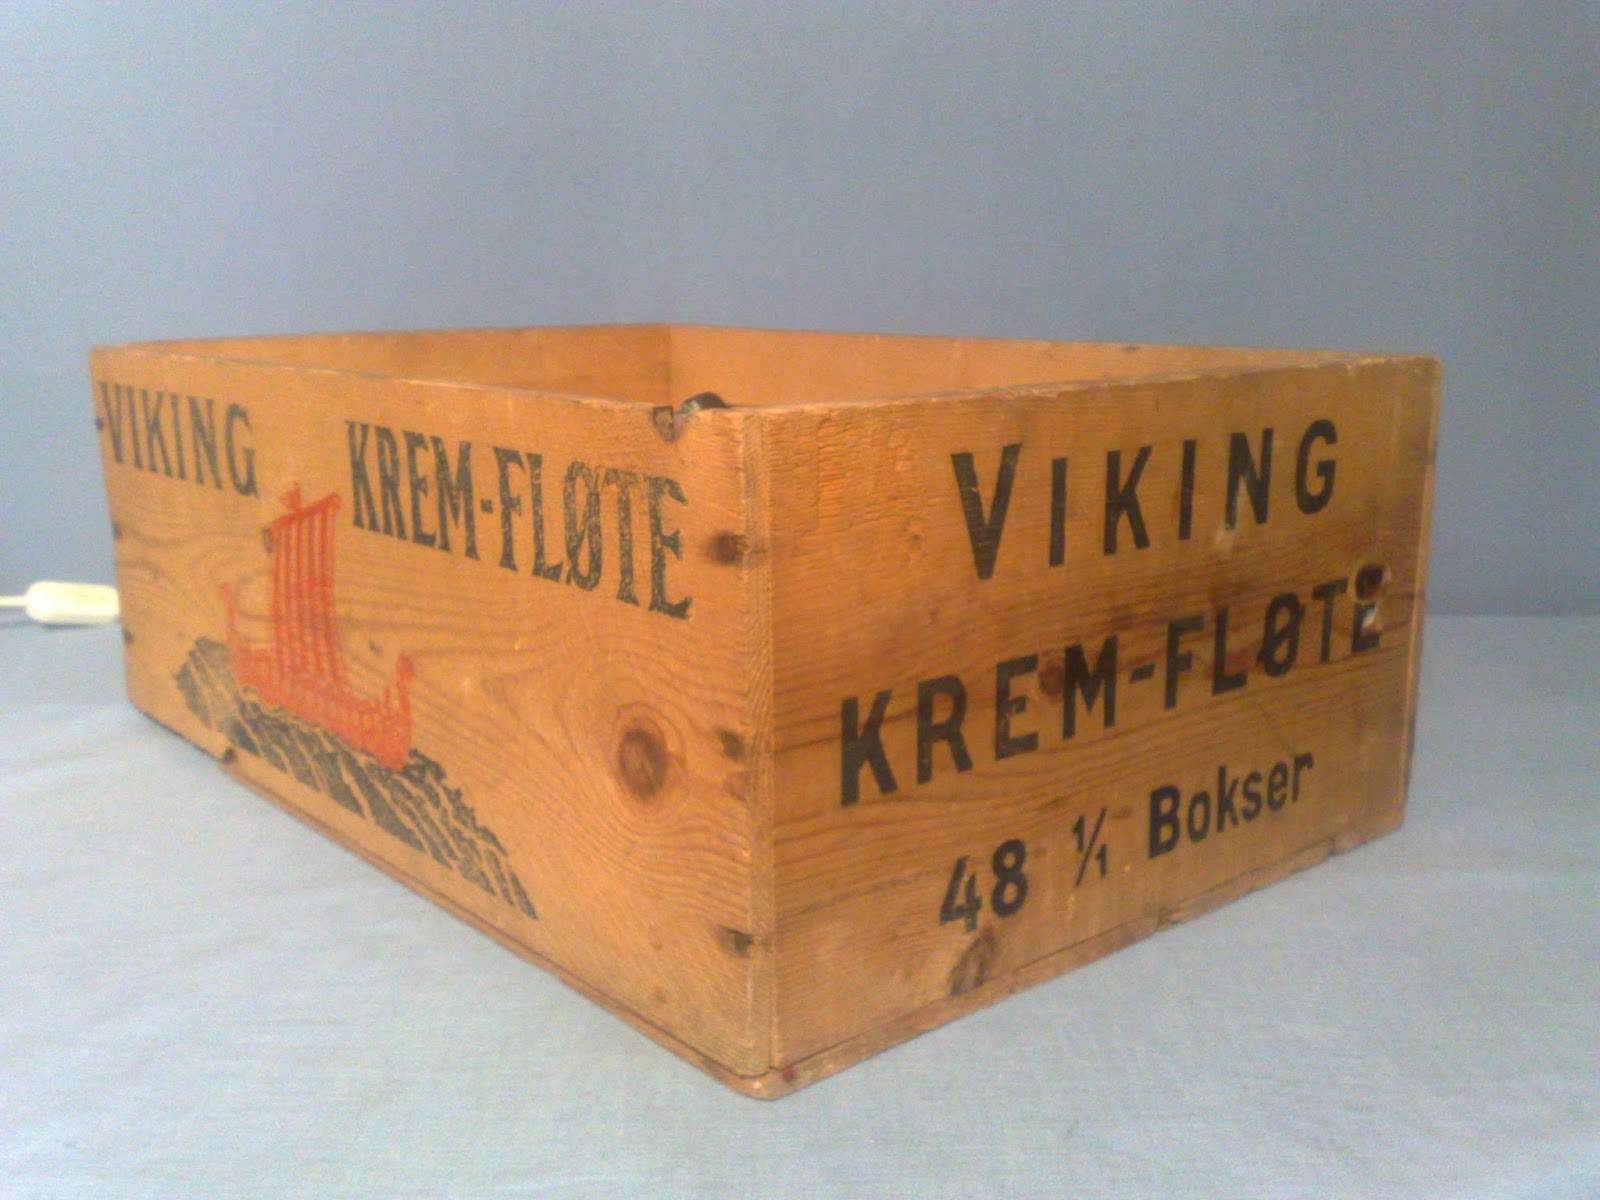 VIKING KREM-FLØTE
VIKING
KREM-FLØTE
48 1/1 Bokser